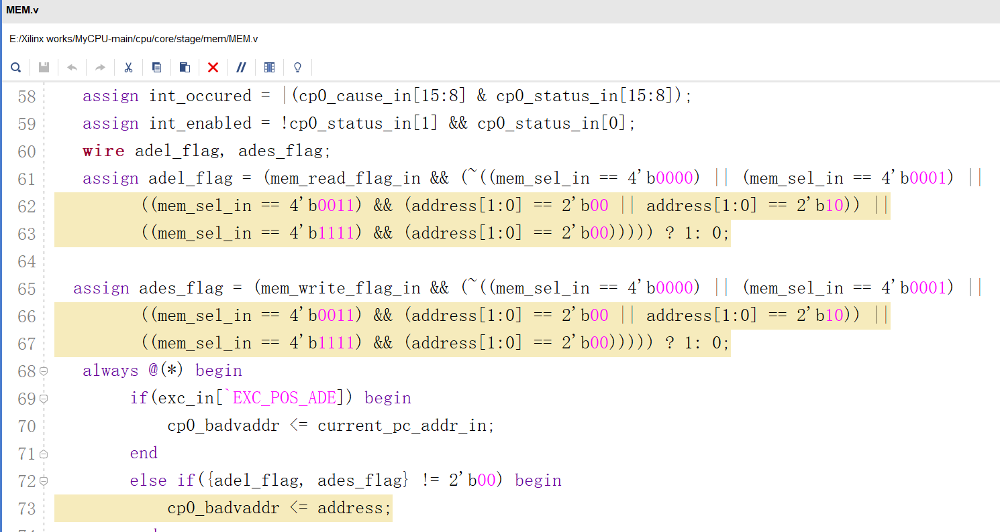 MEM.v
E:/Xilinx works/MyCPU-main/cpu/core/stage/mem/MEM.v
58 assign int_occured = |(cp0_cause_in[15:8] & cp0_status_in[15:8]);
59 assign int_enabled = !cp0_status_in[1] && cp0_status_in[0];
60 wire adel_flag, ades_flag;
61 assign adel_flag = (mem_read_flag_in && (~((mem_sel_in == 4'b0000) || (mem_sel_in == 4'b0001) ||
62 ((mem_sel_in == 4'b0011) && (address[1:0] == 2'b00 || address[1:0] == 2'b10)) ||
63 ((mem_sel_in == 4'b1111) && (address[1:0] == 2'b00))))) ? 1: 0;
64
65 assign ades_flag = (mem_write_flag_in && (~((mem_sel_in == 4'b0000) || (mem_sel_in == 4'b0001) ||
66 ((mem_sel_in == 4'b0011) && (address[1:0] == 2'b00 || address[1:0] == 2'b10)) ||
67 ((mem_sel_in == 4'b1111) && (address[1:0] == 2'b00))))) ? 1: 0;
68 always @(*) begin
69 if(exc_in[`EXC_POS_ADE]) begin
70 cp0_badvaddr <= current_pc_addr_in;
71 end
72 else if({adel_flag, ades_flag} != 2'b00) begin
73 cp0_badvaddr <= address;